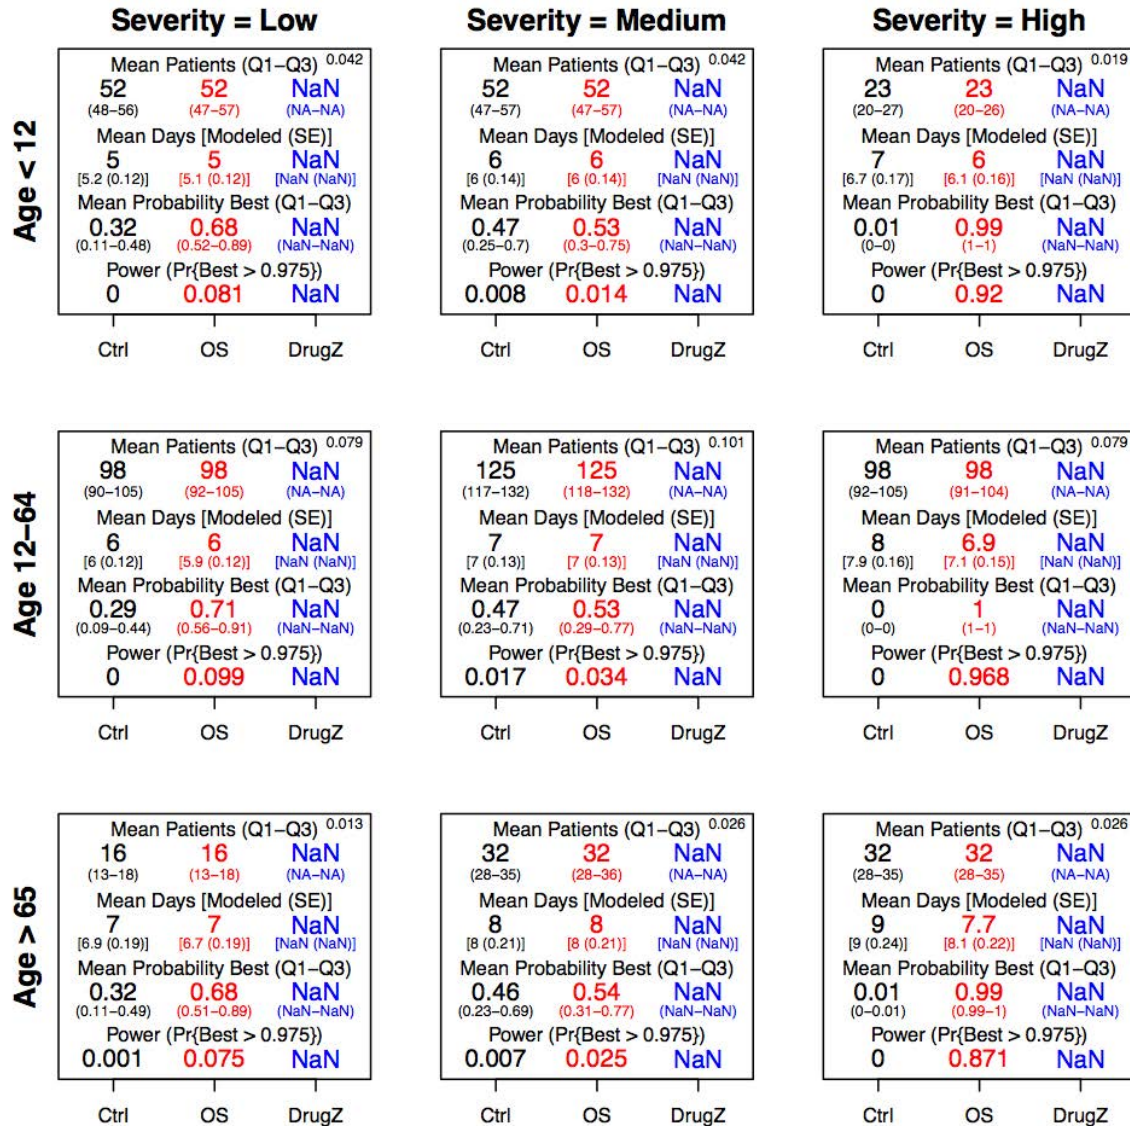 Severity = Low Severity = Medium Severity = High
Age < 12
Mean Patients (Q1−Q3) 0.042
52 52 NaN
(48−56) (47−57) (NA−NA)
Mean Days [Modeled (SE)]
5 5 NaN
[5.2 (0.12)] [5.1 (0.12)] [NaN (NaN)]
Mean Probability Best (Q1−Q3)
0.32 0.68 NaN
(0.11−0.48) (0.52−0.89) (NaN−NaN)
Power (Pr{Best > 0.975})
0 0.081 NaN
Ctrl OS DrugZ
Mean Patients (Q1−Q3) 0.042
52 52 NaN
(47−57) (47−57) (NA−NA)
Mean Days [Modeled (SE)]
6 6 NaN
[6 (0.14)] [6 (0.14)] [NaN (NaN)]
Mean Probability Best (Q1−Q3)
0.47 0.53 NaN
(0.25−0.7) (0.3−0.75) (NaN−NaN)
Power (Pr{Best > 0.975})
0.008 0.014 NaN
Ctrl OS DrugZ
Mean Patients (Q1−Q3) 0.019
23 23 NaN
(20−27) (20−26) (NA−NA)
Mean Days [Modeled (SE)]
7 6 NaN
[6.7 (0.17)] [6.1 (0.16)] [NaN (NaN)]
Mean Probability Best (Q1−Q3)
0.01 0.99 NaN
(0−0) (1−1) (NaN−NaN)
Power (Pr{Best > 0.975})
0 0.92 NaN
Ctrl OS DrugZ
Age 12−64
Mean Patients (Q1−Q3) 0.079
98 98 NaN
(90−105) (92−105) (NA−NA)
Mean Days [Modeled (SE)]
6 6 NaN
[6 (0.12)] [5.9 (0.12)] [NaN (NaN)]
Mean Probability Best (Q1−Q3)
0.29 0.71 NaN
(0.09−0.44) (0.56−0.91) (NaN−NaN)
Power (Pr{Best > 0.975})
0 0.099 NaN
Ctrl OS DrugZ
Mean Patients (Q1−Q3) 0.101
125 125 NaN
(117−132) (118−132) (NA−NA)
Mean Days [Modeled (SE)]
7 7 NaN
[7 (0.13)] [7 (0.13)] [NaN (NaN)]
Mean Probability Best (Q1−Q3)
0.47 0.53 NaN
(0.23−0.71) (0.29−0.77) (NaN−NaN)
Power (Pr{Best > 0.975})
0.017 0.034 NaN
Ctrl OS DrugZ
Mean Patients (Q1−Q3) 0.079
98 98 NaN
(92−105) (91−104) (NA−NA)
Mean Days [Modeled (SE)]
8 6.9 NaN
[7.9 (0.16)] [7.1 (0.15)] [NaN (NaN)]
Mean Probability Best (Q1−Q3)
0 1 NaN
(0−0) (1−1) (NaN−NaN)
Power (Pr{Best > 0.975})
0 0.968 NaN
Ctrl OS DrugZ
Age > 65
Mean Patients (Q1−Q3) 0.013
16 16 NaN
(13−18) (13−18) (NA−NA)
Mean Days [Modeled (SE)]
7 7 NaN
[6.9 (0.19)] [6.7 (0.19)] [NaN (NaN)]
Mean Probability Best (Q1−Q3)
0.32 0.68 NaN
(0.11−0.49) (0.51−0.89) (NaN−NaN)
Power (Pr{Best > 0.975})
0.001 0.075 NaN
Ctrl OS DrugZ
Mean Patients (Q1−Q3) 0.026
32 32 NaN
(28−35) (28−36) (NA−NA)
Mean Days [Modeled (SE)]
8 8 NaN
[8 (0.21)] [8 (0.21)] [NaN (NaN)]
Mean Probability Best (Q1−Q3)
0.46 0.54 NaN
(0.23−0.69) (0.31−0.77) (NaN−NaN)
Power (Pr{Best > 0.975})
0.007 0.025 NaN
Ctrl OS DrugZ
Mean Patients (Q1−Q3) 0.026
32 32 NaN
(28−35) (28−35) (NA−NA)
Mean Days [Modeled (SE)]
9 7.7 NaN
[9 (0.24)] [8.1 (0.22)] [NaN (NaN)]
Mean Probability Best (Q1−Q3)
0.01 0.99 NaN
(0−0.01) (0.99−1) (NaN−NaN)
Power (Pr{Best > 0.975})
0 0.871 NaN
Ctrl OS DrugZ